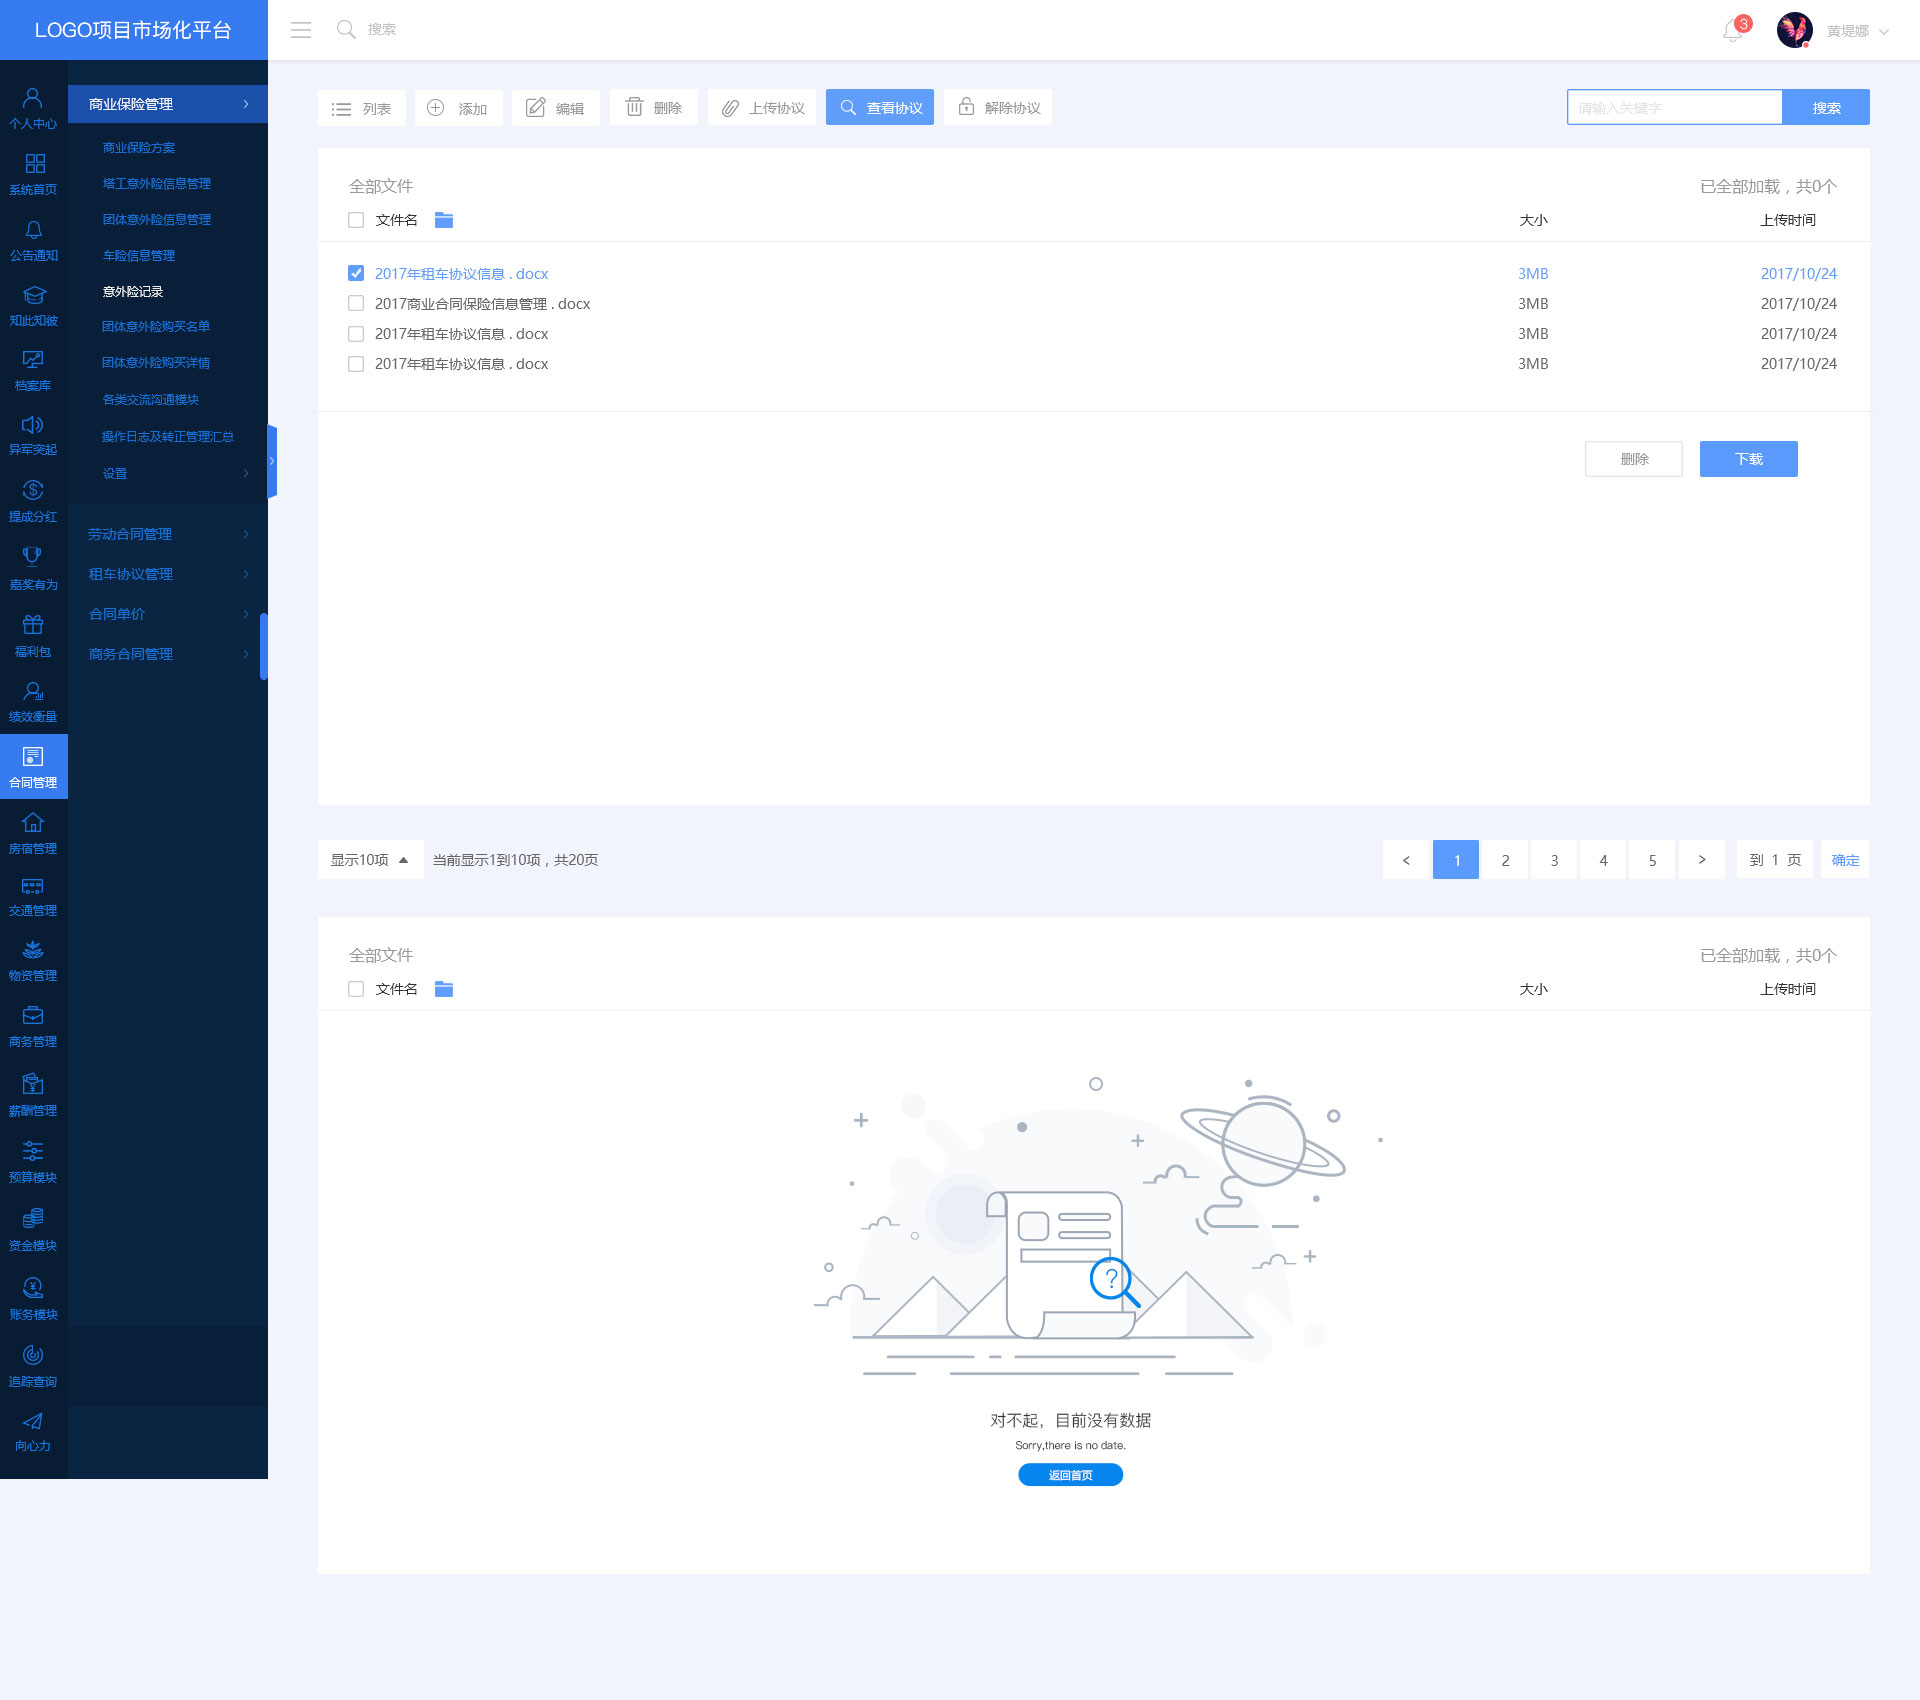 LOGO项目市场化平台
搜索
3
黄堤娜
个人中心
系统首页
公告通知
知此知彼
档案库
异军突起
提成分红
嘉奖有为
福利包
绩效衡量
合同管理
房宿管理
交通管理
物资管理
商务管理
薪酬管理
预算模块
资金模块
账务模块
追踪查询
向心力
商业保险管理
商业保险方案
塔工意外险信息管理
团体意外险信息管理
车险信息管理
意外险记录
团体意外险购买名单
团体意外险购买详情
各类交流沟通模块
操作日志及转正管理汇总
设置
劳动合同管理
租车协议管理
合同单价
商务合同管理
列表 添加 编辑 删除 上传协议 查看协议 解除协议
请输入关键字 搜索
全部文件 已全部加载，共0个
文件名 大小 上传时间
2017年租车协议信息 . docx 3MB 2017/10/24
2017商业合同保险信息管理 . docx 3MB 2017/10/24
2017年租车协议信息 . docx 3MB 2017/10/24
2017年租车协议信息 . docx 3MB 2017/10/24
删除 下载
显示10项 当前显示1到10项，共20页
< 1 2 3 4 5 > 到 1 页 确定
全部文件 已全部加载，共0个
文件名 大小 上传时间
?
对不起，目前没有数据
Sorry,there is no date.
返回首页